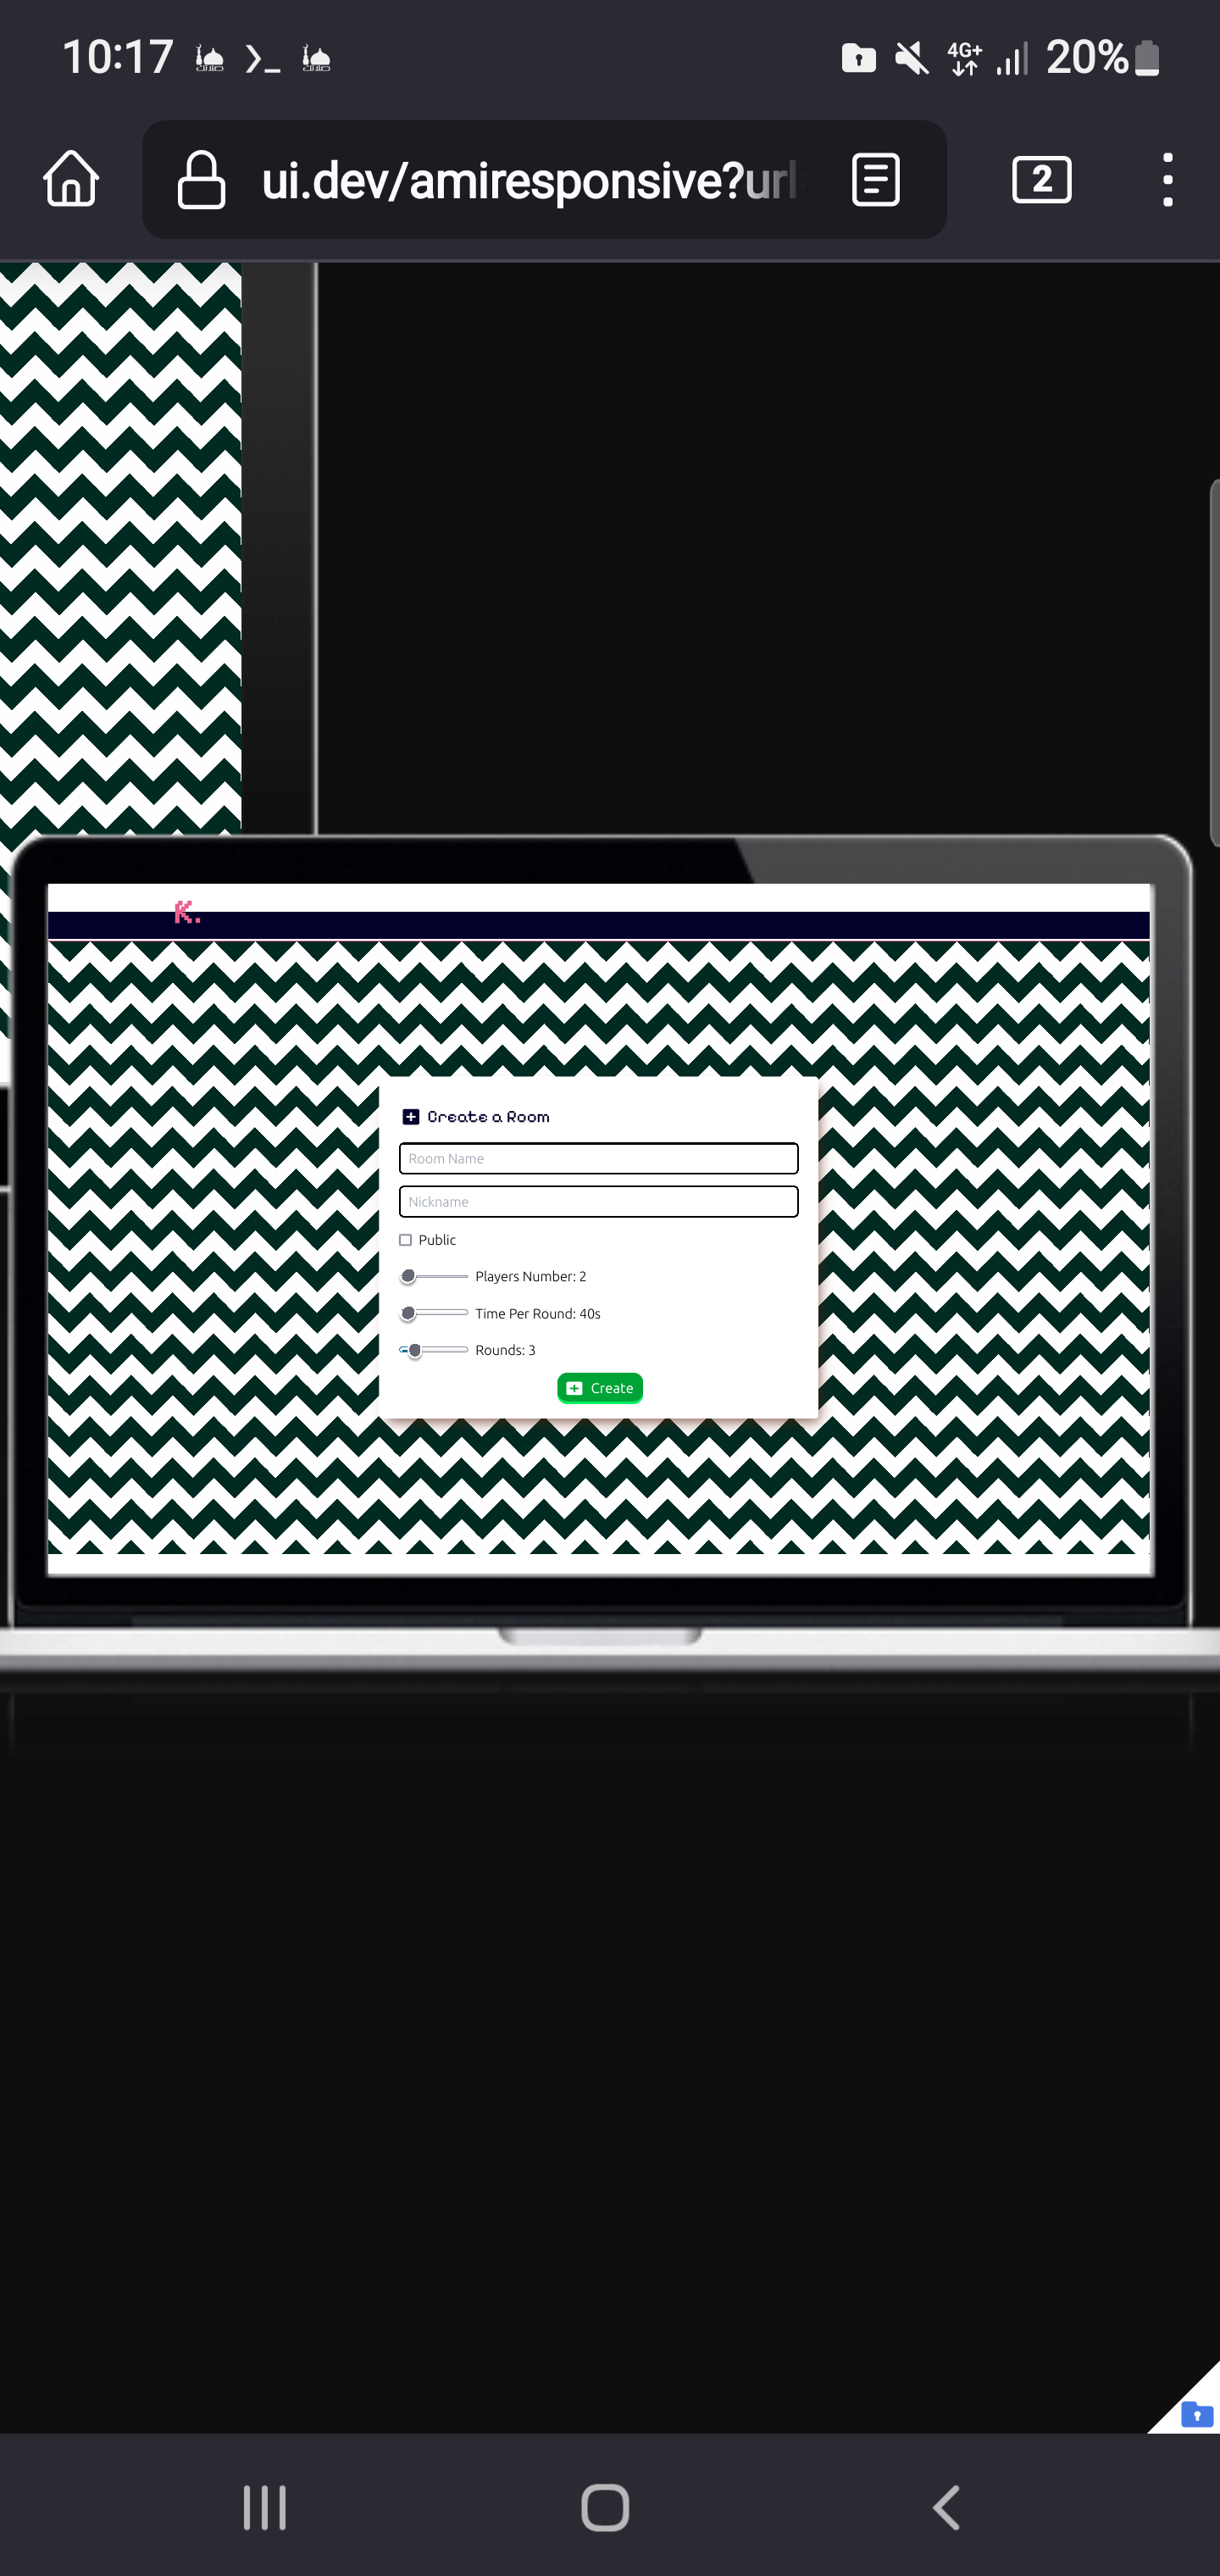 10:17
4G+
20%
ui.dev/amiresponsive?url
2
K.
Create a Room
Room Name
Nickname
Public
Players Number: 2
Time Per Round: 40s
Rounds: 3
Create